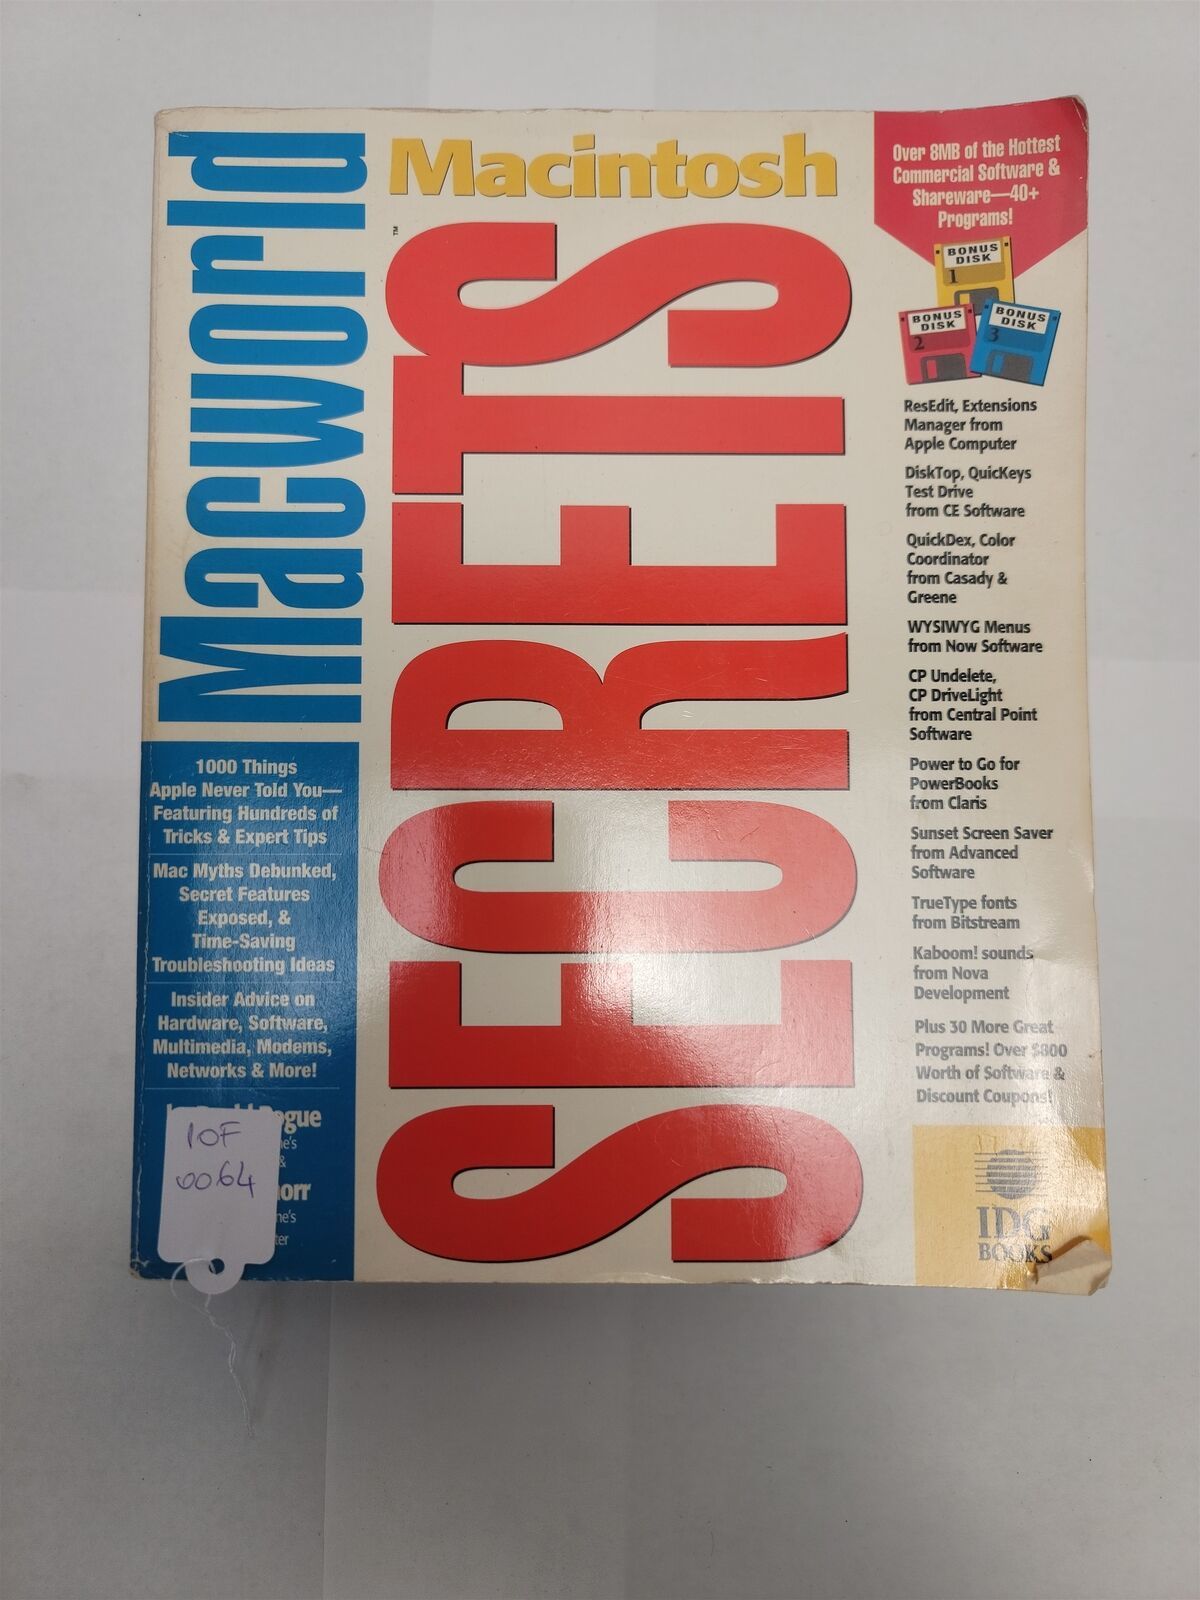 Macworld
Macintosh
™
SECRETS
Over 8MB of the Hottest
Commercial Software &
Shareware—40+
Programs!
BONUS
DISK
1
BONUS
DISK
2
BONUS
DISK
3
ResEdit, Extensions
Manager from
Apple Computer
DiskTop, QuicKeys
Test Drive
from CE Software
QuickDex, Color
Coordinator
from Casady &
Greene
WYSIWYG Menus
from Now Software
CP Undelete,
CP DriveLight
from Central Point
Software
Power to Go for
PowerBooks
from Claris
Sunset Screen Saver
from Advanced
Software
TrueType fonts
from Bitstream
Kaboom! sounds
from Nova
Development
Plus 30 More Great
Programs! Over $800
Worth of Software &
Discount Coupons!
IDG
BOOKS
1000 Things
Apple Never Told You—
Featuring Hundreds of
Tricks & Expert Tips
Mac Myths Debunked,
Secret Features
Exposed, &
Time-Saving
Troubleshooting Ideas
Insider Advice on
Hardware, Software,
Multimedia, Modems,
Networks & More!
&
IOF
0064